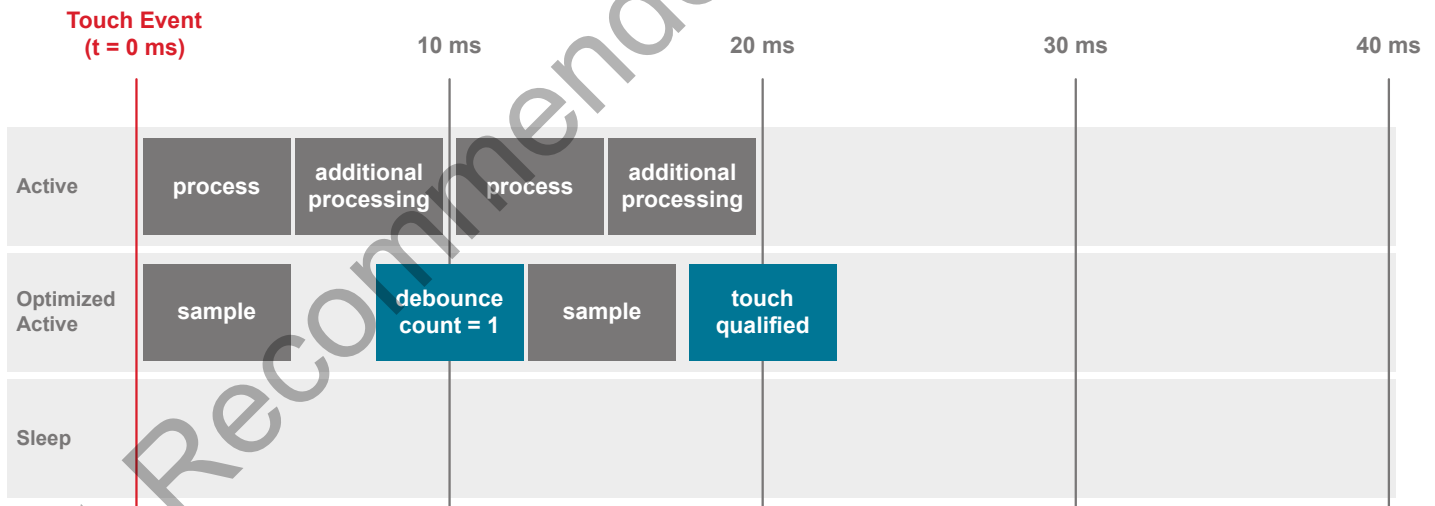 Touch Event
(t = 0 ms)
10 ms
20 ms
30 ms
40 ms
Active
process
additional
processing
process
additional
processing
Optimized
Active
sample
debounce
count = 1
sample
touch
qualified
Sleep